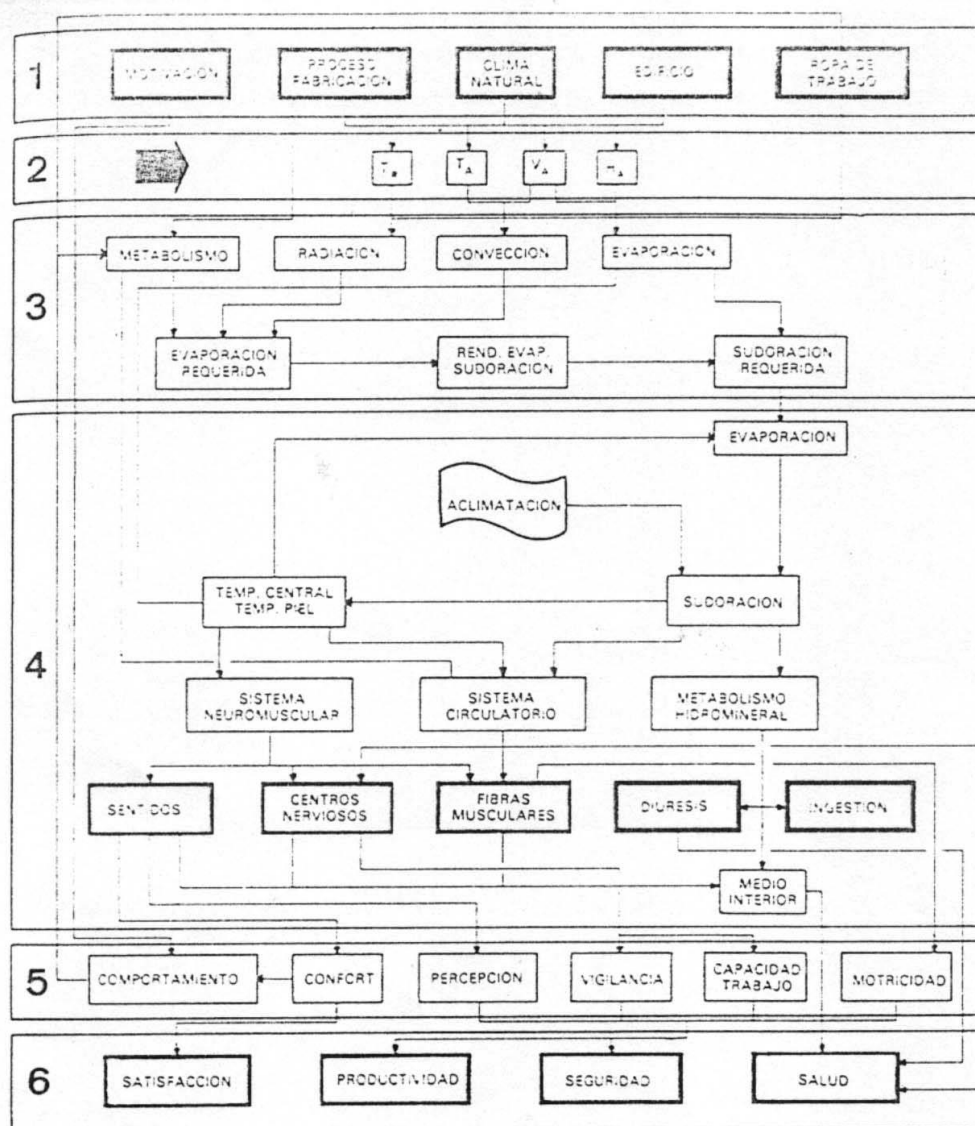 1
MOTIVACION
PROCESO
FABRICACION
CLIMA
NATURAL
EDIFICIO
ROPA DE
TRABAJO
2
T
TA
VA
HA
3
METABOLISMO
RADIACION
CONVECCION
EVAPORACION
EVAPORACION
REQUERIDA
REND. EVAP.
SUDORACION
SUDORACION
REQUERIDA
4
EVAPORACION
ACLIMATACION
TEMP. CENTRAL
TEMP. PIEL
SUDORACION
SISTEMA
NEUROMUSCULAR
SISTEMA
CIRCULATORIO
METABOLISMO
HIDROMINERAL
SENTIDOS
CENTROS
NERVIOSOS
FIBRAS
MUSCULARES
DIURESIS
INGESTION
MEDIO
INTERIOR
5
COMPORTAMIENTO
CONFORT
PERCEPCION
VIGILANCIA
CAPACIDAD
TRABAJO
MOTRICIDAD
6
SATISFACCION
PRODUCTIVIDAD
SEGURIDAD
SALUD